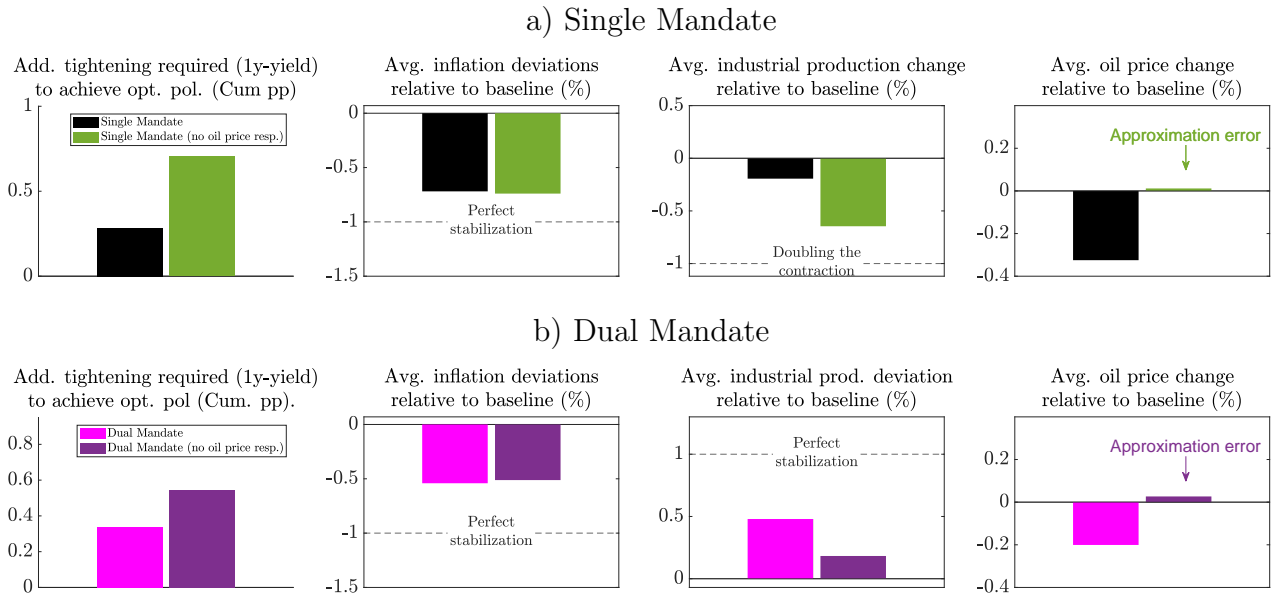 a) Single Mandate
Add. tightening required (1y-yield)
to achieve opt. pol. (Cum pp)
1
0.5
0
Single Mandate
Single Mandate (no oil price resp.)
Avg. inflation deviations
relative to baseline (%)
0
-0.5
-1
-1.5
Perfect
stabilization
Avg. industrial production change
relative to baseline (%)
0.5
0
-0.5
-1
Doubling the
contraction
Avg. oil price change
relative to baseline (%)
0.2
0
-0.2
-0.4
Approximation error
b) Dual Mandate
Add. tightening required (1y-yield)
to achieve opt. pol (Cum. pp).
0.8
0.6
0.4
0.2
0
Dual Mandate
Dual Mandate (no oil price resp.)
Avg. inflation deviations
relative to baseline (%)
0
-0.5
-1
-1.5
Perfect
stabilization
Avg. industrial prod. deviation
relative to baseline (%)
1
0.5
0
Perfect
stabilization
Avg. oil price change
relative to baseline (%)
0.2
0
-0.2
-0.4
Approximation error